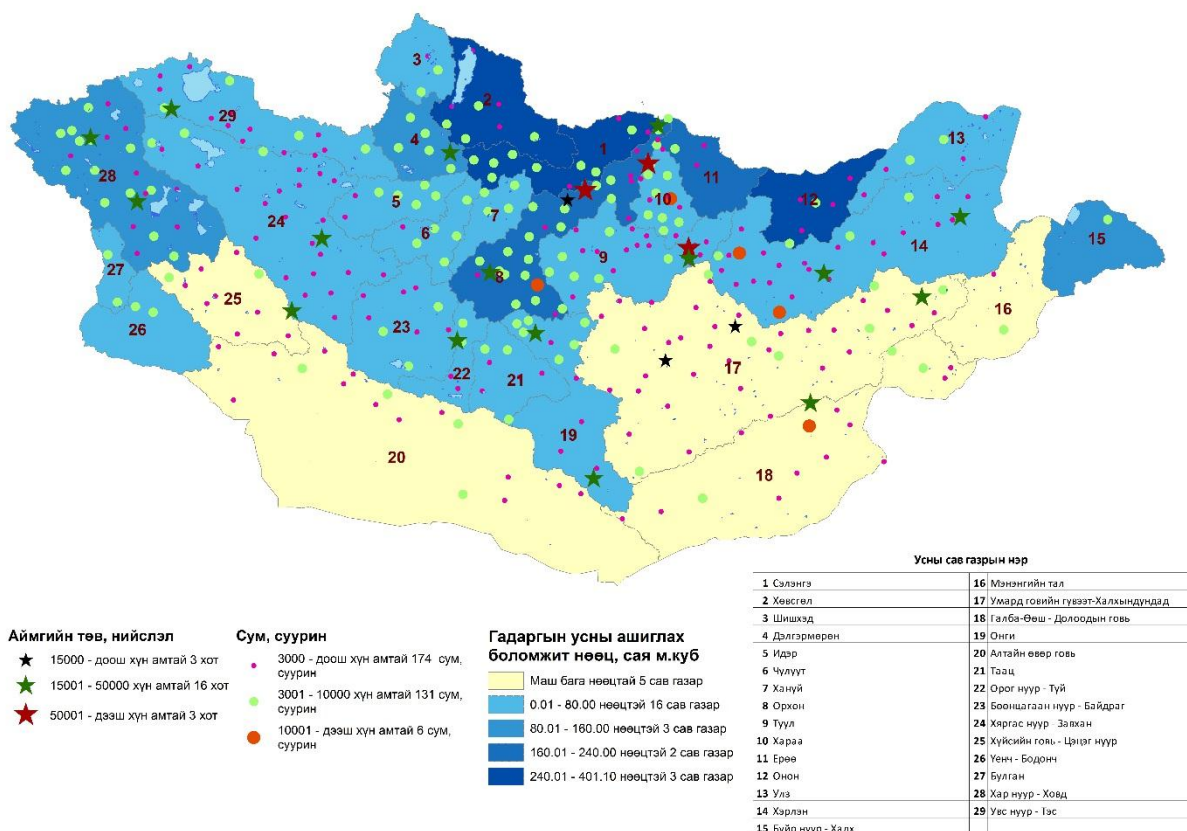 3
2
29
13
4
1
28
11
12
5
7
10
24
6
14
15
9
27
8
25
16
23
26
17
22
21
19
20
18
Усны сав газрын нэр
1 Сэлэнгэ
2 Хөвсгөл
3 Шишхэд
4 Дэлгэрмөрөн
5 Идэр
6 Чулуут
7 Хануй
8 Орхон
9 Туул
10 Хараа
11 Ерөө
12 Онон
13 Улз
14 Хэрлэн
15 Буйр нуур - Халх
16 Мэнэнгийн тал
17 Умард говийн гүвээт-Халхындундад
18 Галба-Өөш - Долоодын говь
19 Онги
20 Алтайн өвөр говь
21 Таац
22 Орог нуур - Түй
23 Бөөнцагаан нуур - Байдраг
24 Хяргас нуур - Завхан
25 Хүйсийн говь - Цэцэг нуур
26 Үенч - Бодонч
27 Булган
28 Хар нуур - Ховд
29 Увс нуур - Тэс
Аймгийн төв, нийслэл
15000 - доош хүн амтай 3 хот
15001 - 50000 хүн амтай 16 хот
50001 - дээш хүн амтай 3 хот
Сум, суурин
3000 - доош хүн амтай 174 сум,
суурин
3001 - 10000 хүн амтай 131 сум,
суурин
10001 - дээш хүн амтай 6 сум,
суурин
Гадаргын усны ашиглах
боломжит нөөц, сая м.куб
Маш бага нөөцтай 5 сав газар
0.01 - 80.00 нөөцтэй 16 сав газар
80.01 - 160.00 нөөцтэй 3 сав газар
160.01 - 240.00 нөөцтэй 2 сав газар
240.01 - 401.10 нөөцтэй 3 сав газар